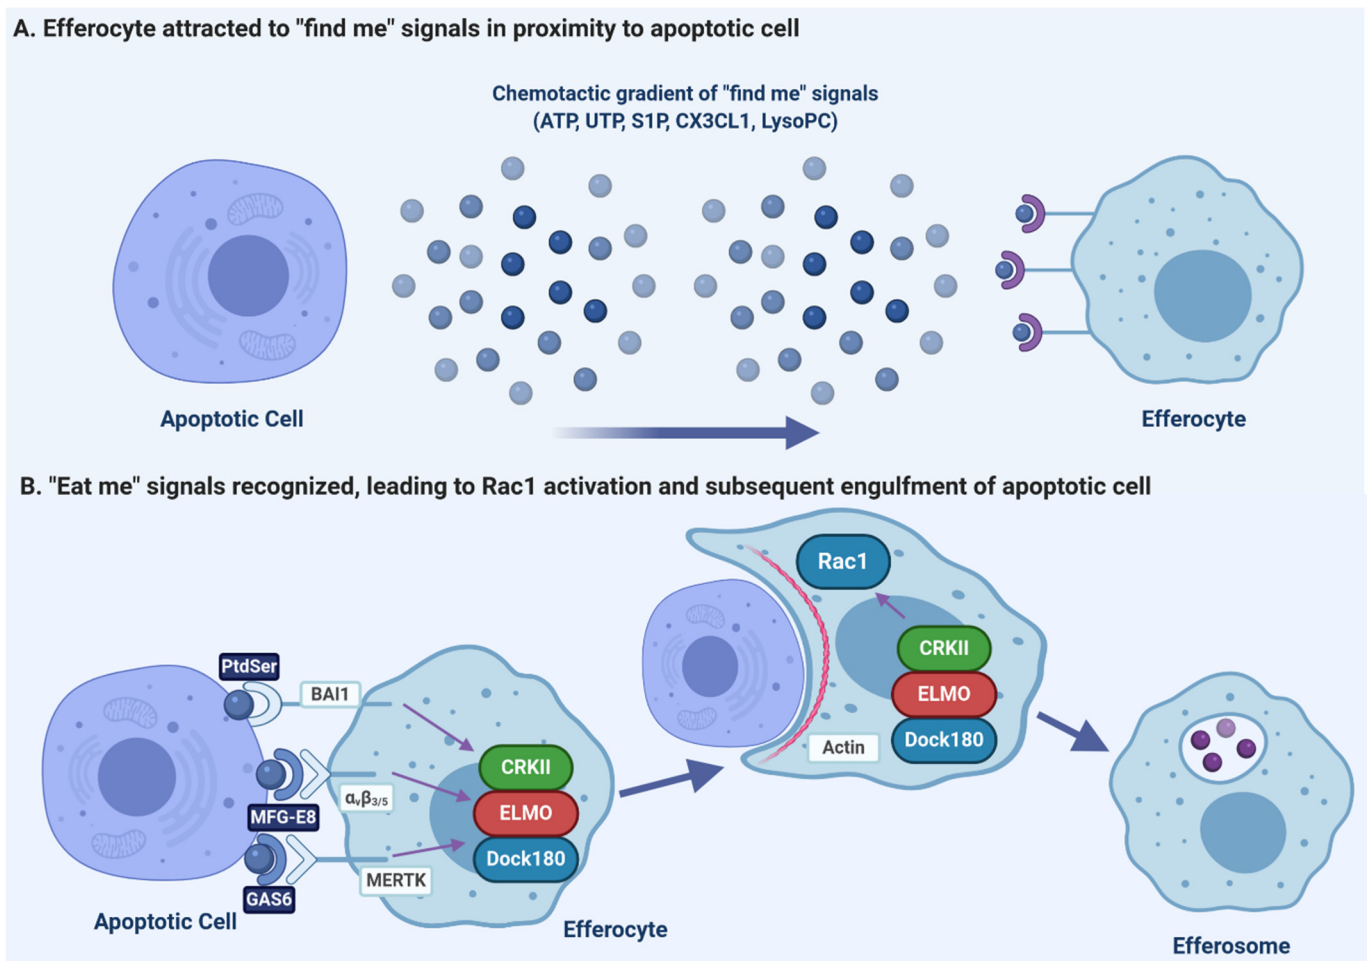 A. Efferocyte attracted to "find me" signals in proximity to apoptotic cell
Chemotactic gradient of "find me" signals
(ATP, UTP, S1P, CX3CL1, LysoPC)
Apoptotic Cell
Efferocyte
B. "Eat me" signals recognized, leading to Rac1 activation and subsequent engulfment of apoptotic cell
PtdSer
BAI1
αvβ3/5
MFG-E8
MERTK
GAS6
CRKII
ELMO
Dock180
Apoptotic Cell
Efferocyte
Rac1
CRKII
ELMO
Dock180
Actin
Efferosome